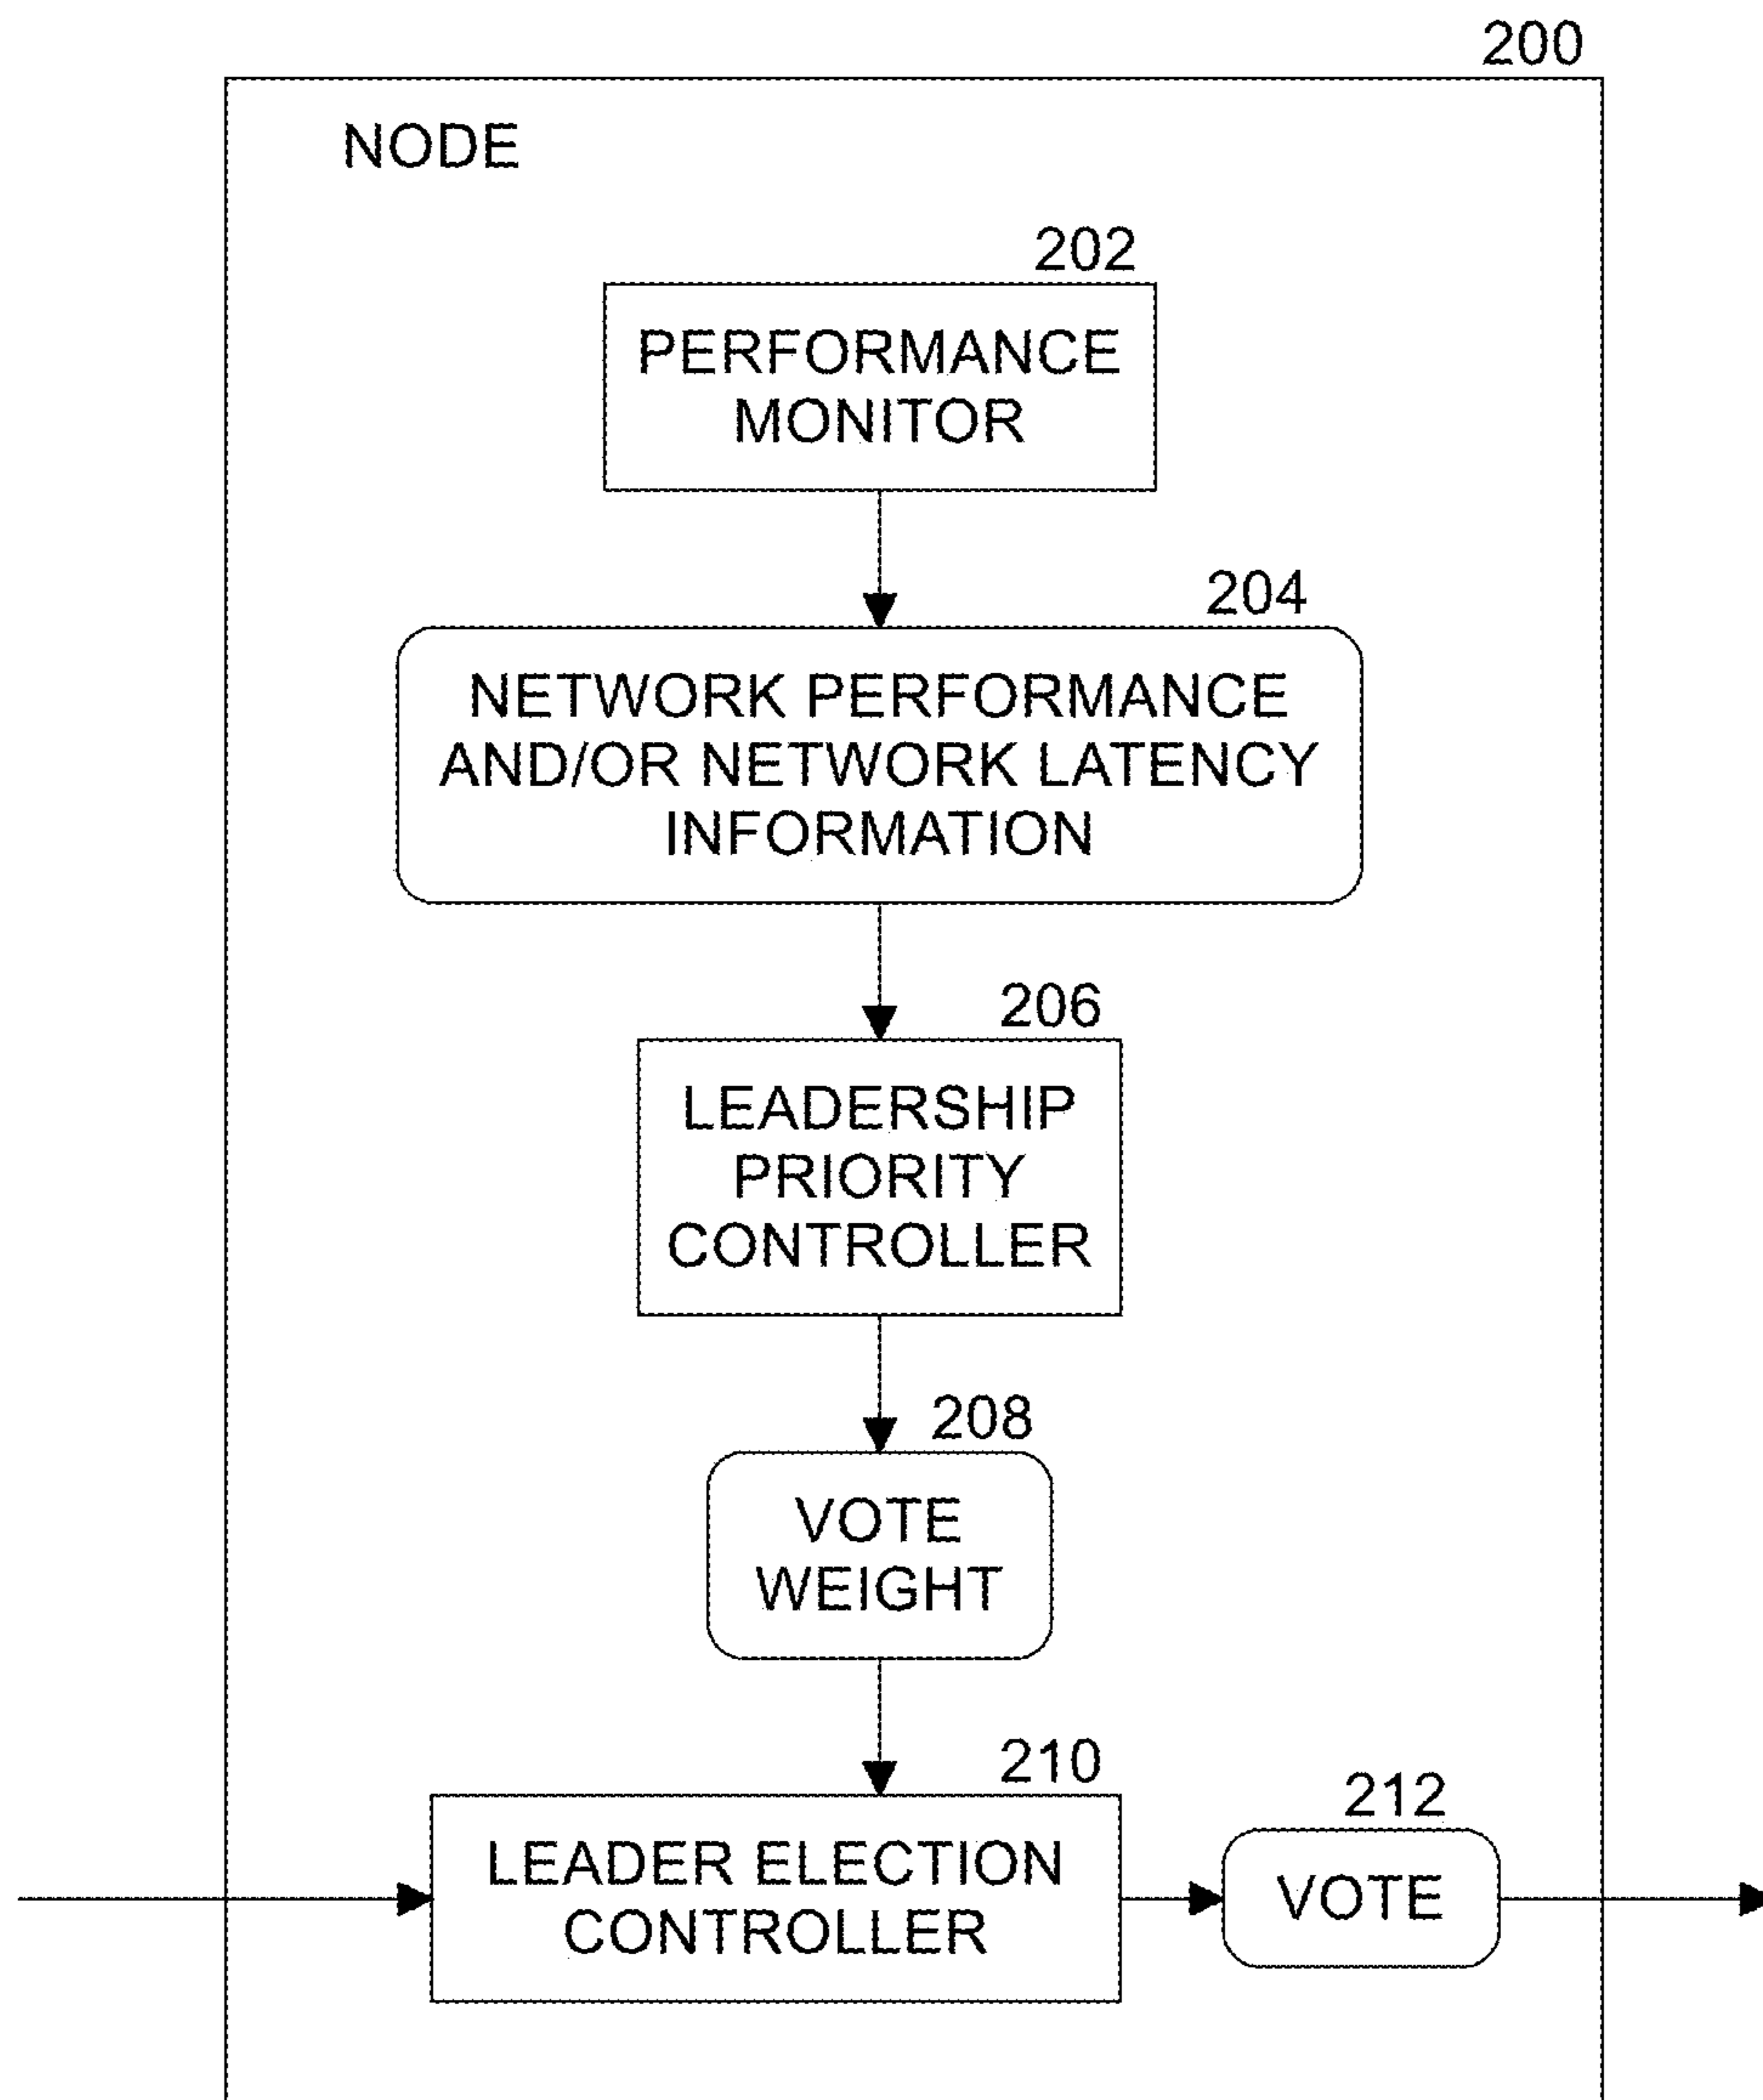 200
NODE
202
PERFORMANCE
MONITOR
204
NETWORK PERFORMANCE
AND/OR NETWORK LATENCY
INFORMATION
206
LEADERSHIP
PRIORITY
CONTROLLER
208
VOTE
WEIGHT
210
LEADER ELECTION
CONTROLLER
212
VOTE